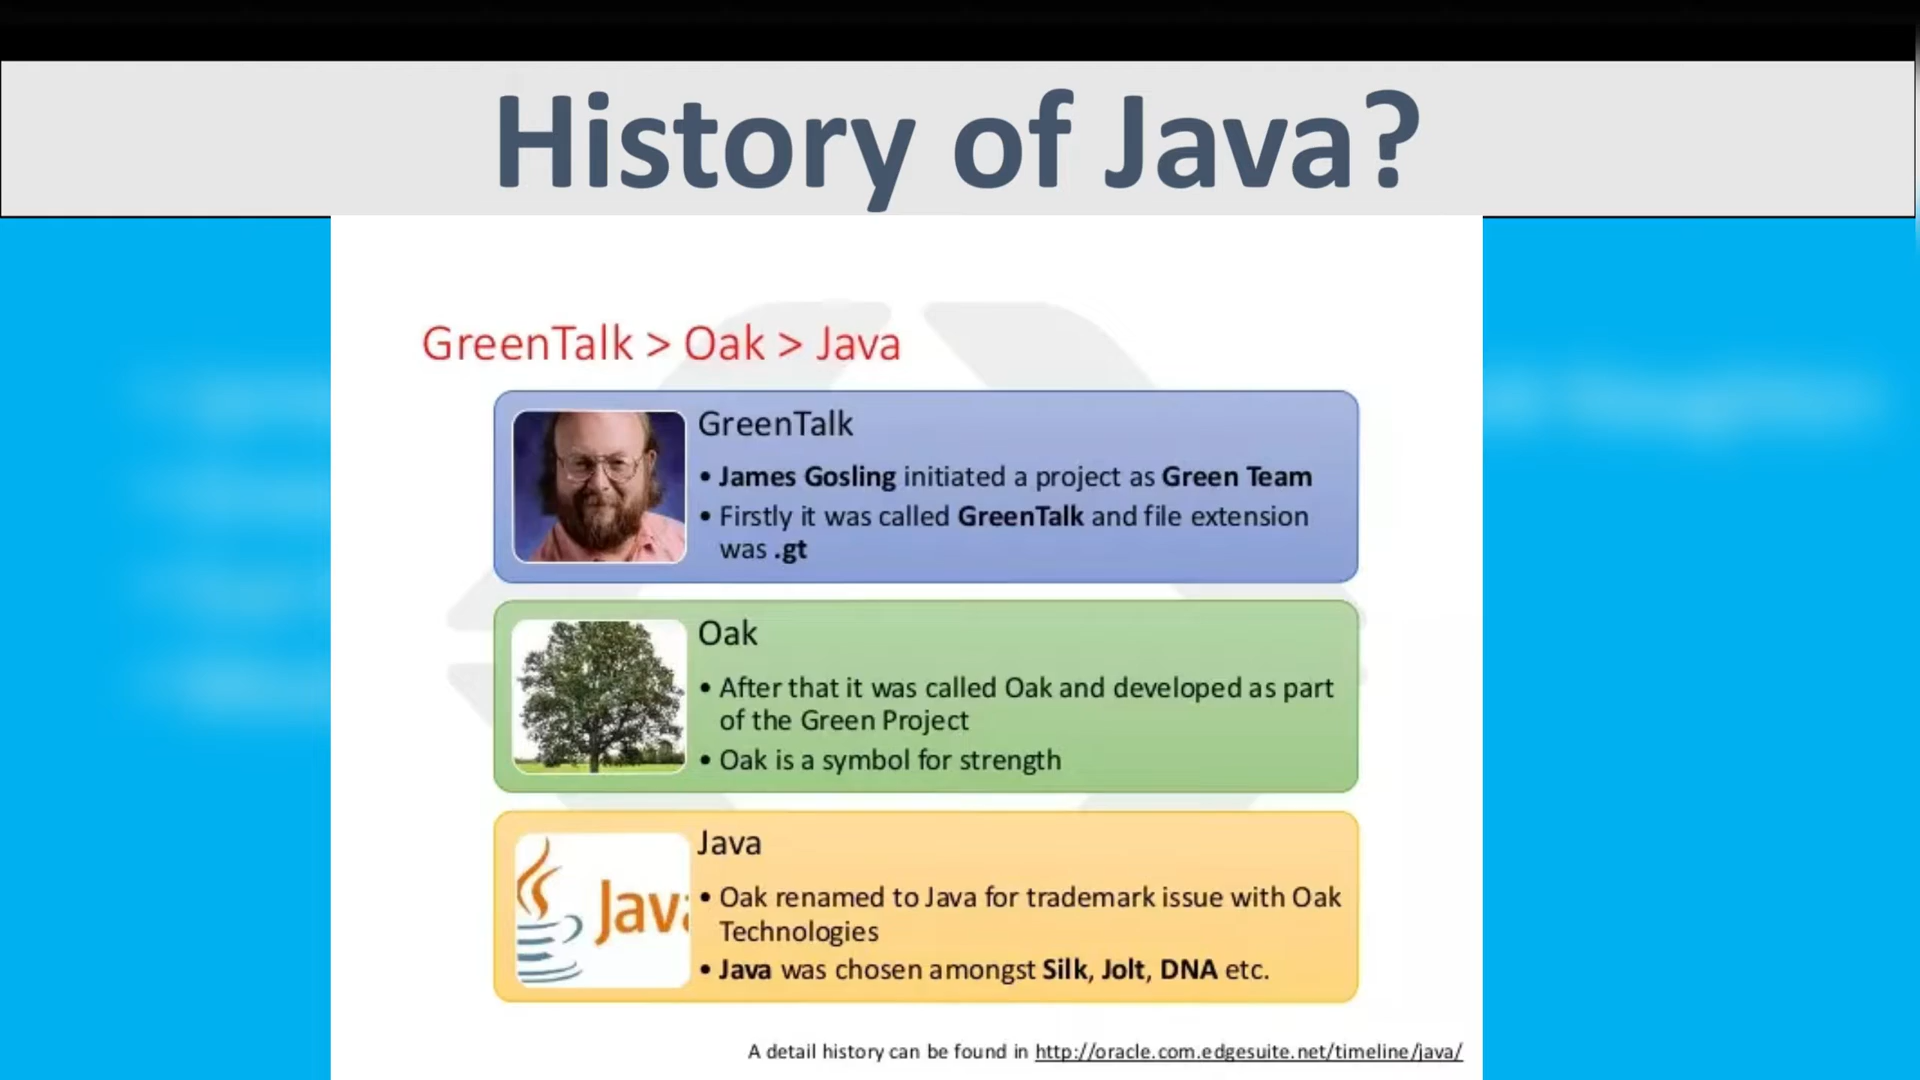 History of Java?
GreenTalk > Oak > Java
GreenTalk
• James Gosling initiated a project as Green Team
• Firstly it was called GreenTalk and file extension
was .gt
Oak
• After that it was called Oak and developed as part
of the Green Project
• Oak is a symbol for strength
Java
Java
• Oak renamed to Java for trademark issue with Oak
Technologies
• Java was chosen amongst Silk, Jolt, DNA etc.
A detail history can be found in http://oracle.com.edgesuite.net/timeline/java/